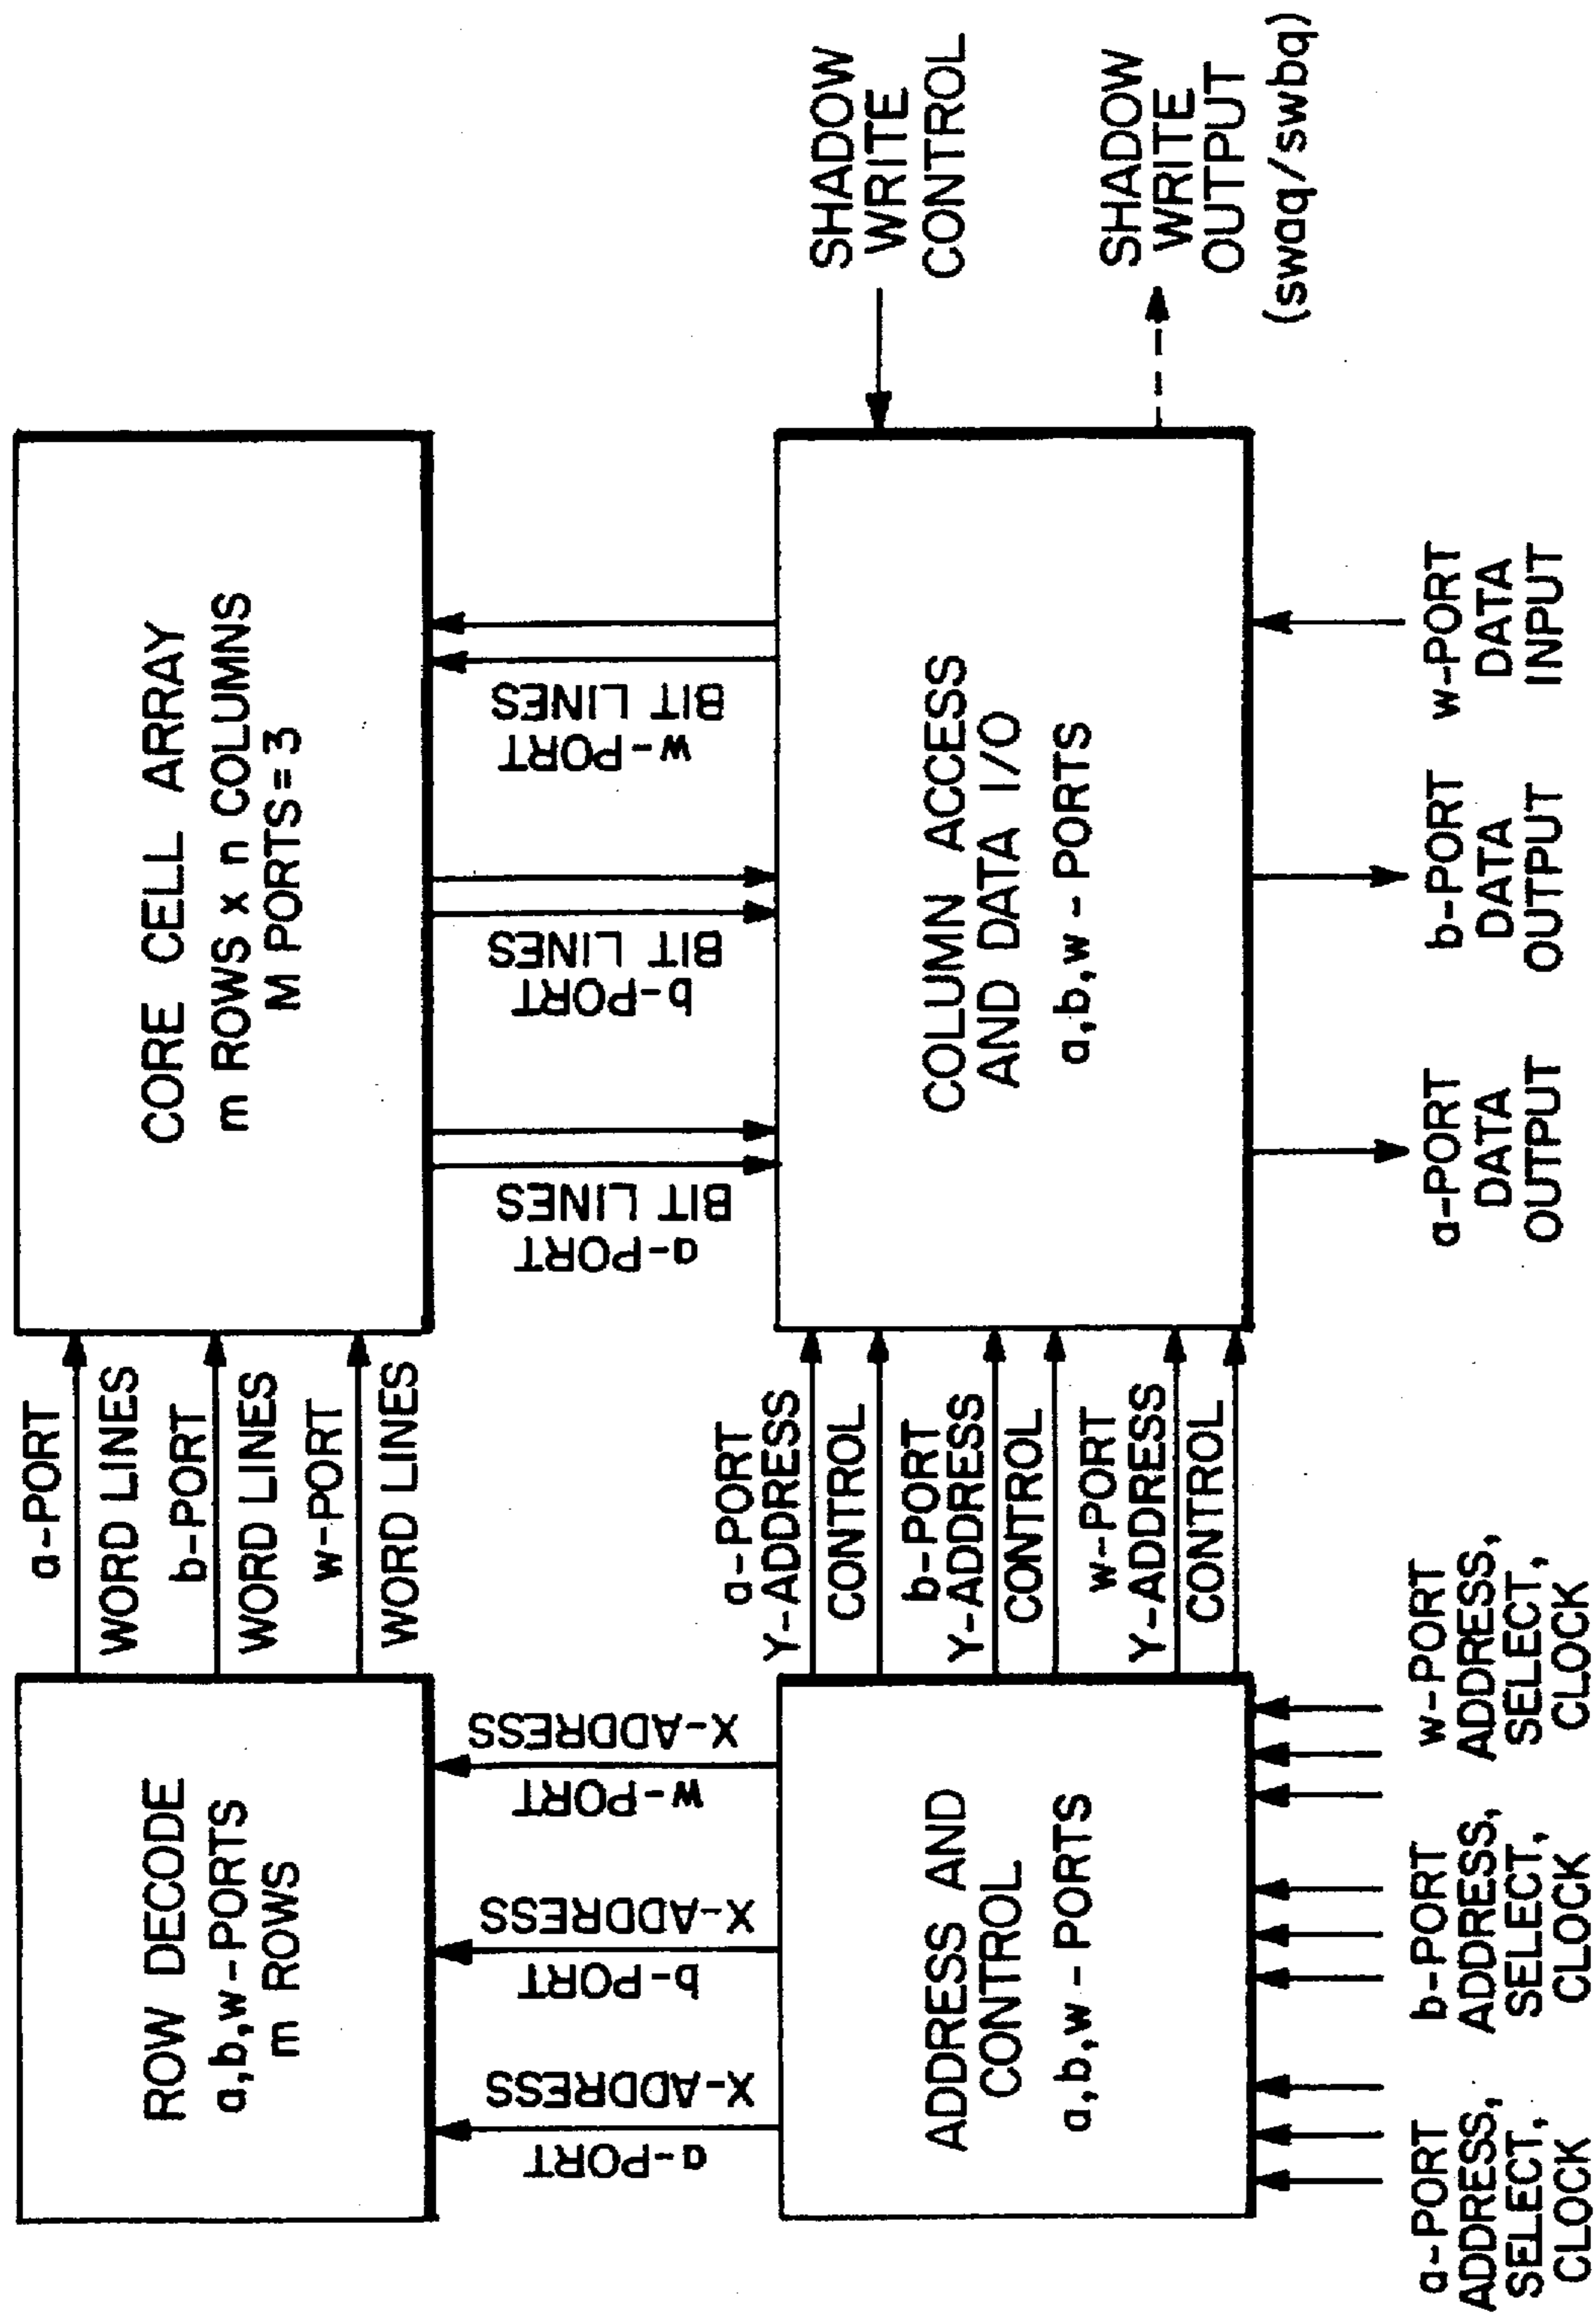 ROW DECODE
a,b,w-PORTS
m ROWS
a-PORT
WORD LINES
b-PORT
WORD LINES
w-PORT
WORD LINES
CORE CELL ARRAY
m ROWS x n COLUMNS
M PORTS=3
a-PORT
X-ADDRESS
b-PORT
X-ADDRESS
w-PORT
X-ADDRESS
a-PORT
BIT LINES
b-PORT
BIT LINES
w-PORT
BIT LINES
ADDRESS AND
CONTROL
a,b,w-PORTS
a-PORT
Y-ADDRESS
CONTROL
b-PORT
Y-ADDRESS
CONTROL
w-PORT
Y-ADDRESS
CONTROL
COLUMN ACCESS
AND DATA I/O
a,b,w-PORTS
SHADOW
WRITE
CONTROL
SHADOW
WRITE
OUTPUT
(swaq/swbq)
a-PORT
ADDRESS,
SELECT,
CLOCK
b-PORT
ADDRESS,
SELECT,
CLOCK
w-PORT
ADDRESS,
SELECT,
CLOCK
a-PORT
DATA
OUTPUT
b-PORT
DATA
OUTPUT
w-PORT
DATA
INPUT